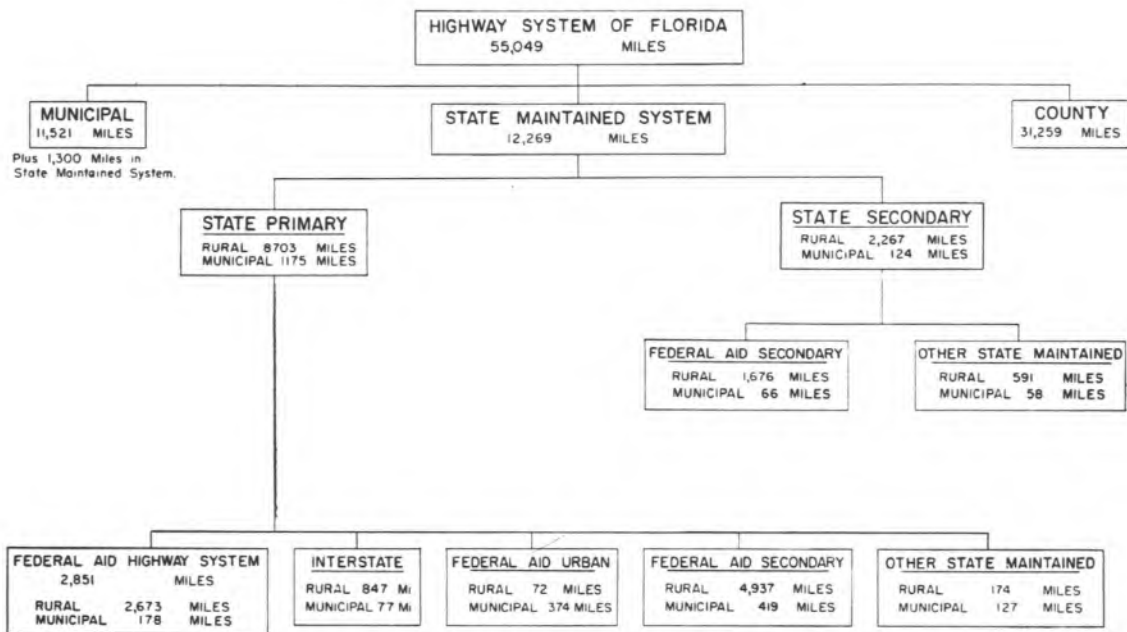 HIGHWAY SYSTEM OF FLORIDA
55,049 MILES
MUNICIPAL
11,521 MILES
Plus 1,300 Miles in
State Maintained System.
STATE MAINTAINED SYSTEM
12,269 MILES
COUNTY
31,259 MILES
STATE PRIMARY
RURAL 8703 MILES
MUNICIPAL 1175 MILES
STATE SECONDARY
RURAL 2,267 MILES
MUNICIPAL 124 MILES
FEDERAL AID SECONDARY
RURAL 1,676 MILES
MUNICIPAL 66 MILES
OTHER STATE MAINTAINED
RURAL 591 MILES
MUNICIPAL 58 MILES
FEDERAL AID HIGHWAY SYSTEM
2,851 MILES
RURAL 2,673 MILES
MUNICIPAL 178 MILES
INTERSTATE
RURAL 847 Mi
MUNICIPAL 77 Mi
FEDERAL AID URBAN
RURAL 72 MILES
MUNICIPAL 374 MILES
FEDERAL AID SECONDARY
RURAL 4,937 MILES
MUNICIPAL 419 MILES
OTHER STATE MAINTAINED
RURAL 174 MILES
MUNICIPAL 127 MILES